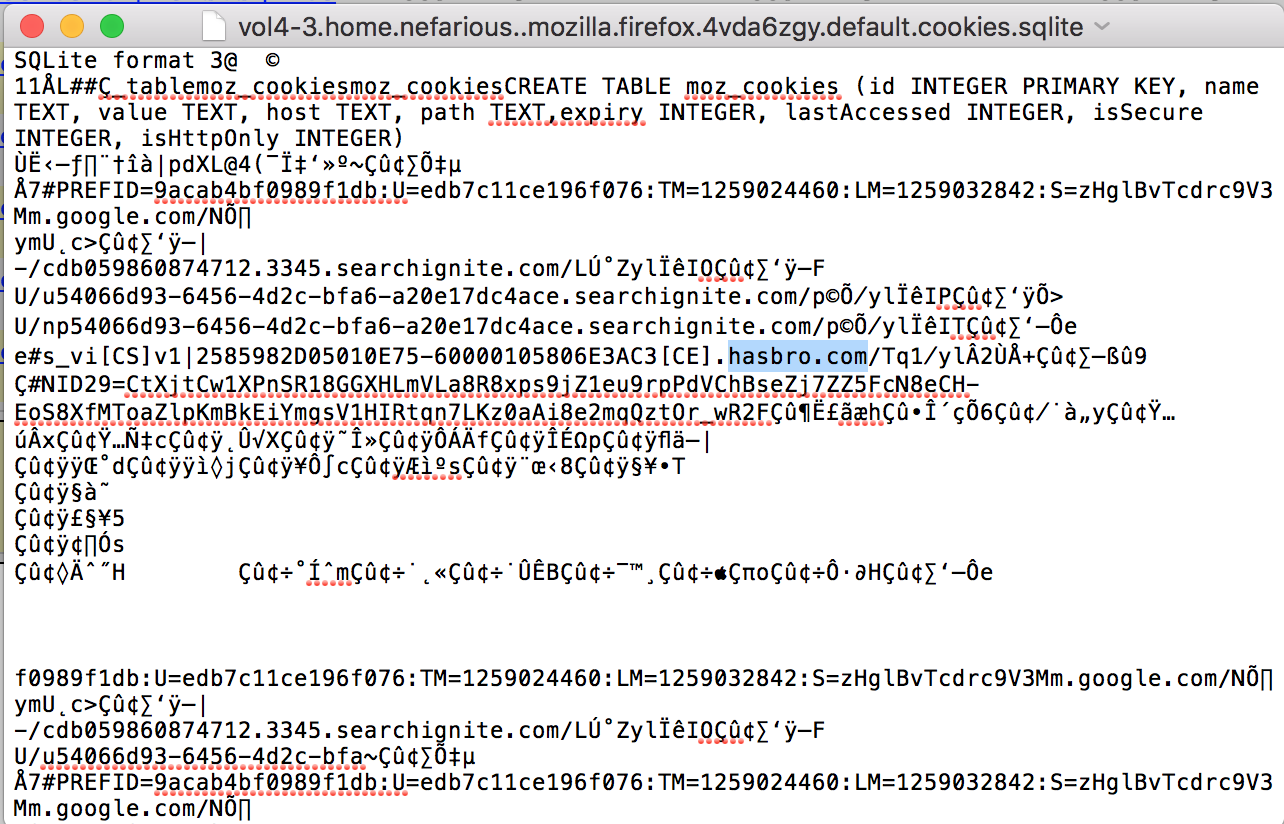 vol4-3.home.nefarious..mozilla.firefox.4vda6zgy.default.cookies.sqlite
SQLite format 3@  ©
11ÅL##Ç_tablemoz_cookiesmoz_cookiesCREATE TABLE moz_cookies (id INTEGER PRIMARY KEY, name
TEXT, value TEXT, host TEXT, path TEXT,expiry INTEGER, lastAccessed INTEGER, isSecure
INTEGER, isHttpOnly INTEGER)
ÙË‹–ƒ∏¨†îà|pdXL@4(¯Ï‡‘»º~Çû¢∑Õ‡µ
Å7#PREFID=9acab4bf0989f1db:U=edb7c11ce196f076:TM=1259024460:LM=1259032842:S=zHglBvTcdrc9V3
Mm.google.com/NÕ∏
ymU¸c>Çû¢∑‘ÿ–|
-/cdb059860874712.3345.searchignite.com/LÚ˚ZylÏêIOÇû¢∑‘ÿ–F
U/u54066d93-6456-4d2c-bfa6-a20e17dc4ace.searchignite.com/p©Õ⁄ylÏêIPÇû¢∑‘ÿÕ>
U/np54066d93-6456-4d2c-bfa6-a20e17dc4ace.searchignite.com/p©Õ⁄ylÏêITÇû¢∑‘–Ôe
e#s_vi[CS]v1|2585982D05010E75-60000105806E3AC3[CE].hasbro.com/Tq1⁄ylÂ2ÙÅ+Çû¢∑–ßû9
Ç#NID29=CtXjtCw1XPnSR18GGXHLmVLa8R8xps9jZ1eu9rpPdVChBseZj7ZZ5FcN8eCH-
EoS8XfMToaZlpKmBkEiYmgsV1HIRtqn7LKz0aAi8e2mqQztOr_wR2FÇû¶Ë£ãæhÇû•Î´çÕ6Çû¢⁄˙à„yÇû¢Ÿ…
úÂxÇû¢Ÿ…Ñ‡cÇû¢ÿ¸Û√XÇû¢ÿ˜Î»Çû¢ÿÔÁÄfÇû¢ÿÎÉΩpÇû¢ÿﬂä–|
Çû¢ÿÿŒ˚dÇû¢ÿÿì◊jÇû¢ÿ¥Ô∫cÇû¢ÿÆìºsÇû¢ÿ¨œ‹8Çû¢ÿ§¥•T
Çû¢ÿ§à˜
Çû¢ÿ£§¥5
Çû¢ÿ¢∏Ós
Çû¢◊Äˆ˝H        Çû¢÷˚ÍˆmÇû¢÷˙¸«Çû¢÷˙ÛÊBÇû¢÷¯™¸Çû¢÷ÇπoÇû¢÷Ô·∂HÇû¢∑‘–Ôe
f0989f1db:U=edb7c11ce196f076:TM=1259024460:LM=1259032842:S=zHglBvTcdrc9V3Mm.google.com/NÕ∏
ymU¸c>Çû¢∑‘ÿ–|
-/cdb059860874712.3345.searchignite.com/LÚ˚ZylÏêIOÇû¢∑‘ÿ–F
U/u54066d93-6456-4d2c-bfa~Çû¢∑Õ‡µ
Å7#PREFID=9acab4bf0989f1db:U=edb7c11ce196f076:TM=1259024460:LM=1259032842:S=zHglBvTcdrc9V3
Mm.google.com/NÕ∏